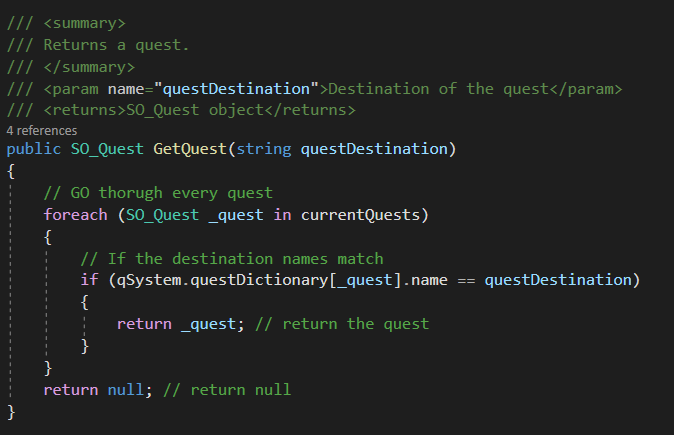 /// <summary>
/// Returns a quest.
/// </summary>
/// <param name="questDestination">Destination of the quest</param>
/// <returns>SO_Quest object</returns>
4 references
public SO_Quest GetQuest(string questDestination)
{
    // GO thorugh every quest
    foreach (SO_Quest _quest in currentQuests)
    {
        // If the destination names match
        if (qSystem.questDictionary[_quest].name == questDestination)
        {
            return _quest; // return the quest
        }
    }
    return null; // return null
}